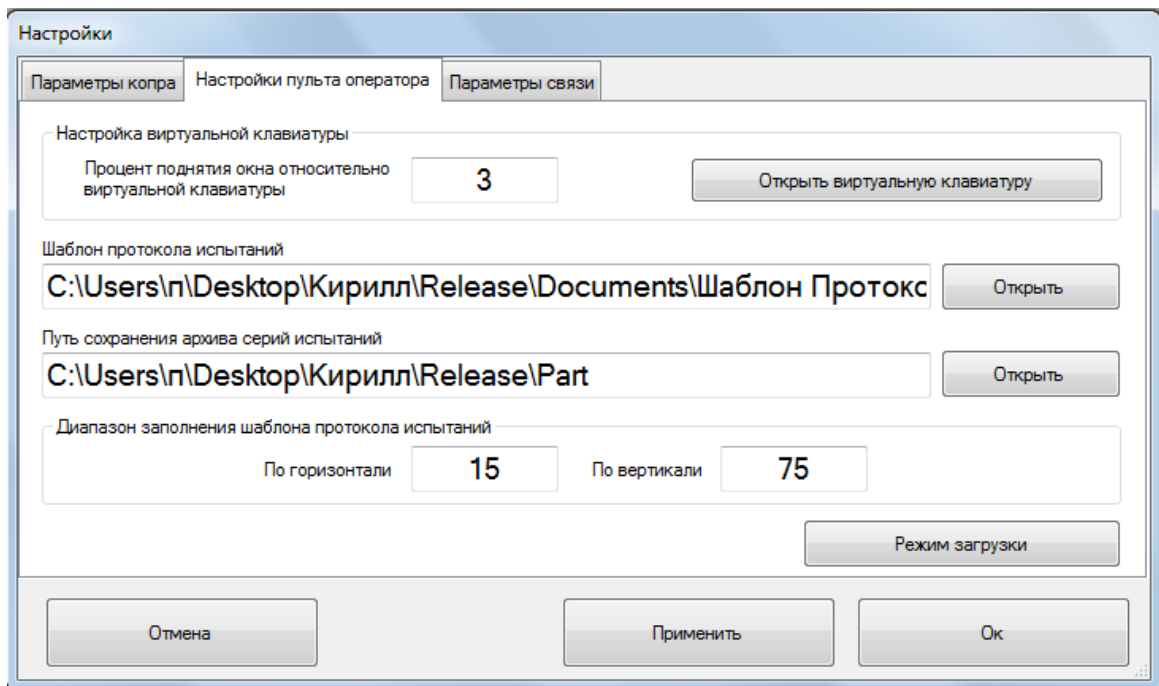 Настройки
Параметры копра Настройки пульта оператора Параметры связи
Настройка виртуальной клавиатуры
Процент поднятия окна относительно
виртуальной клавиатуры
3
Открыть виртуальную клавиатуру
Шаблон протокола испытаний
C:\Users\п\Desktop\Кирилл\Release\Documents\Шаблон Протокс
Открыть
Путь сохранения архива серий испытаний
C:\Users\п\Desktop\Кирилл\Release\Part
Открыть
Диапазон заполнения шаблона протокола испытаний
По горизонтали 15 По вертикали 75
Режим загрузки
Отмена Применить Ок